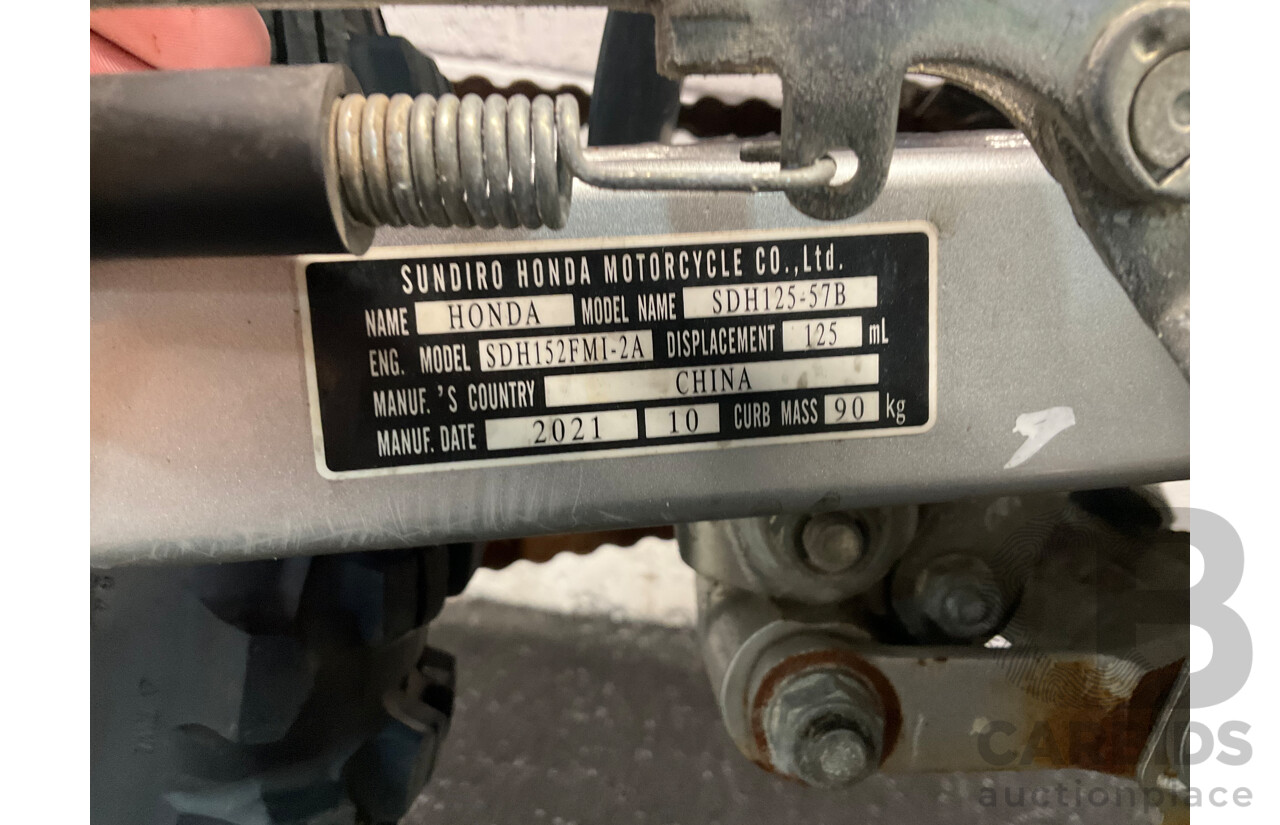 SUNDIRO HONDA MOTORCYCLE CO.,Ltd.
NAME HONDA MODEL NAME SDH125-57B
ENG. MODEL SDH152FMI-2A DISPLACEMENT 125 mL
MANUF.'S COUNTRY CHINA
MANUF. DATE 2021 10 CURB MASS 90 kg
B
CARBIDS
auctionplace